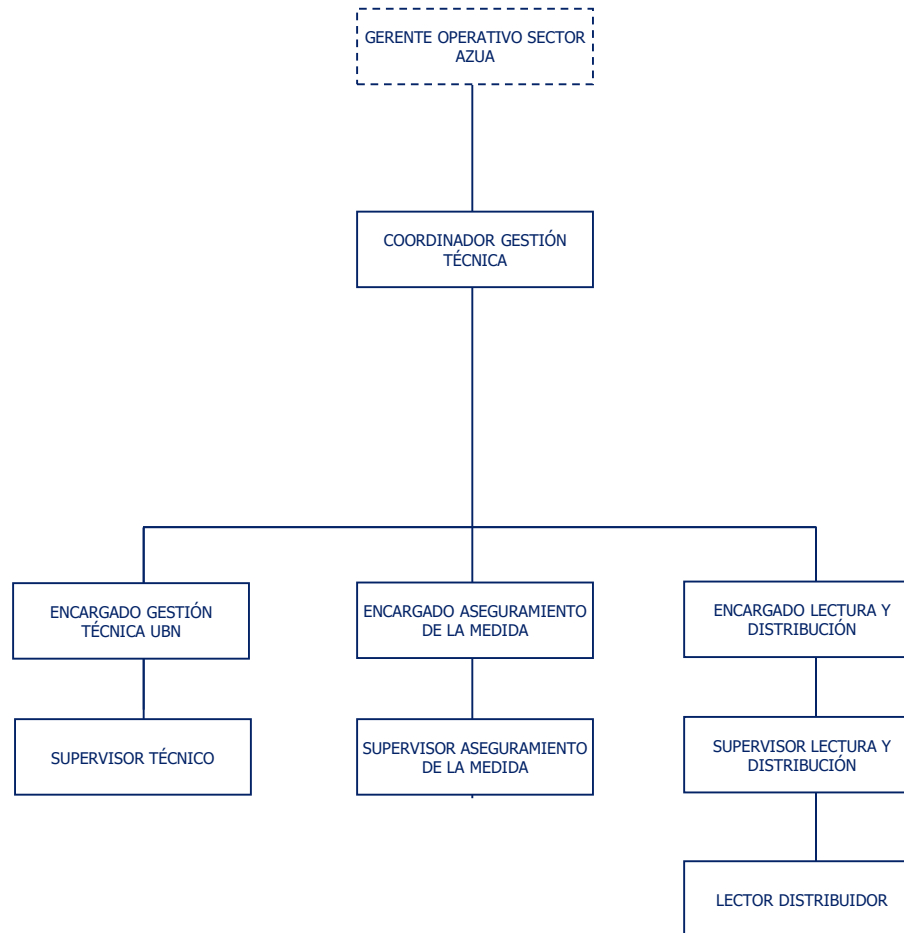 GERENTE OPERATIVO SECTOR
AZUA
COORDINADOR GESTIÓN
TÉCNICA
ENCARGADO GESTIÓN
TÉCNICA UBN
ENCARGADO ASEGURAMIENTO
DE LA MEDIDA
ENCARGADO LECTURA Y
DISTRIBUCIÓN
SUPERVISOR TÉCNICO
SUPERVISOR ASEGURAMIENTO
DE LA MEDIDA
SUPERVISOR LECTURA Y
DISTRIBUCIÓN
LECTOR DISTRIBUIDOR